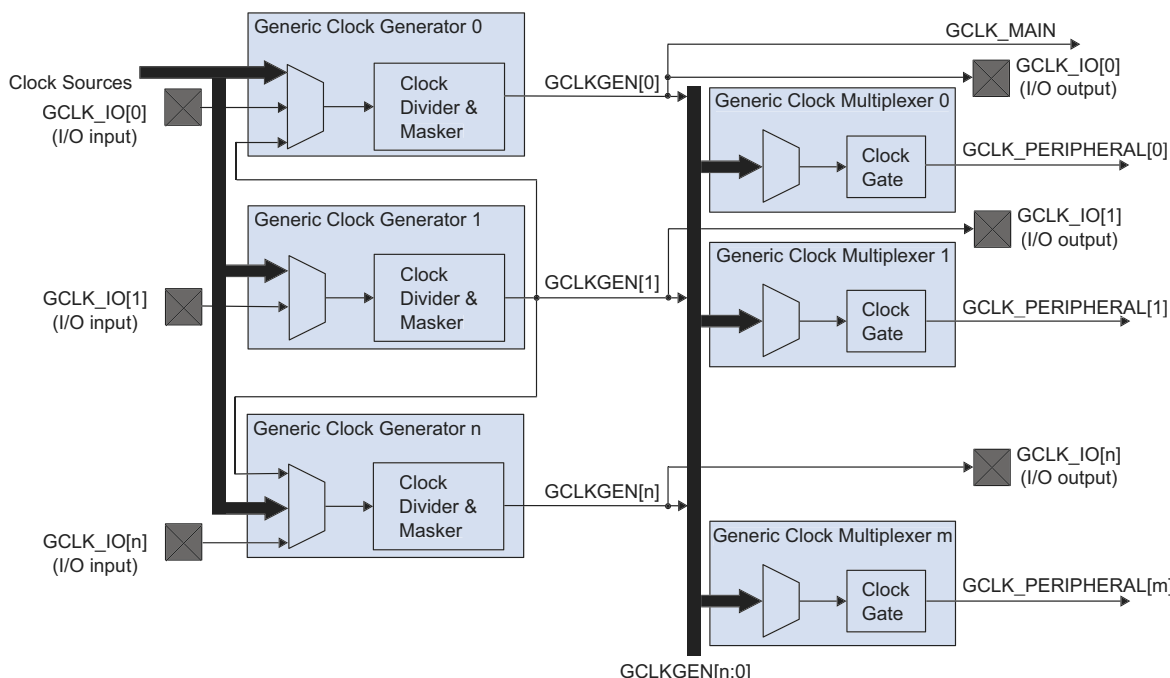 Generic Clock Generator 0
Clock Sources
GCLK_IO[0]
(I/O input)
Clock
Divider &
Masker
GCLKGEN[0]
GCLK_MAIN
GCLK_IO[0]
(I/O output)
Generic Clock Multiplexer 0
Clock
Gate
GCLK_PERIPHERAL[0]
Generic Clock Generator 1
GCLK_IO[1]
(I/O input)
Clock
Divider &
Masker
GCLKGEN[1]
GCLK_IO[1]
(I/O output)
Generic Clock Multiplexer 1
Clock
Gate
GCLK_PERIPHERAL[1]
Generic Clock Generator n
GCLK_IO[n]
(I/O input)
Clock
Divider &
Masker
GCLKGEN[n]
GCLK_IO[n]
(I/O output)
Generic Clock Multiplexer m
Clock
Gate
GCLK_PERIPHERAL[m]
GCLKGEN[n:0]